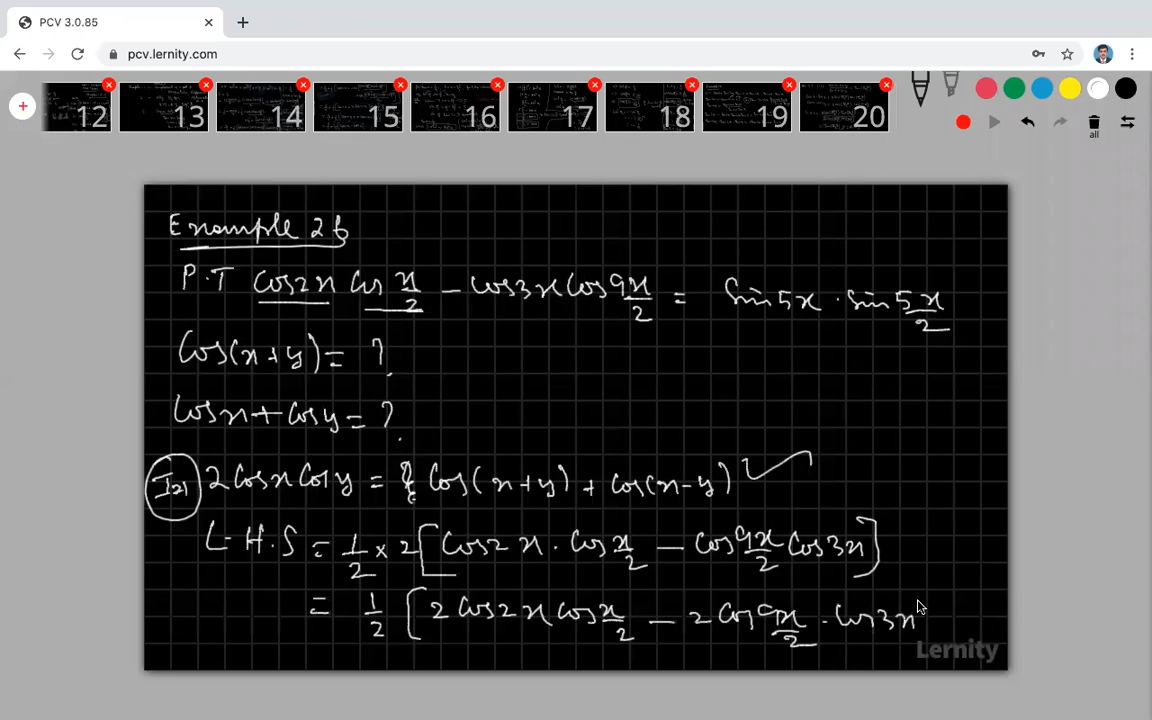 PCV 3.0.85
pcv.lernity.com
12 13 14 15 16 17 18 19 20
all
Example 26
P.T cos2x cos x/2 - cos3x cos 9x/2 = sin5x . sin 5x/2
cos(x+y) = ?
cosx + cosy = ?
2cosx cosy = { cos(x+y) + cos(x-y)
L.H.S = 1/2 × 2 [cos2x . cos x/2 - cos 9x/2 cos3x]
= 1/2 [2 cos2x cos x/2 - 2 cos 9x/2 . cos3x
Lernity